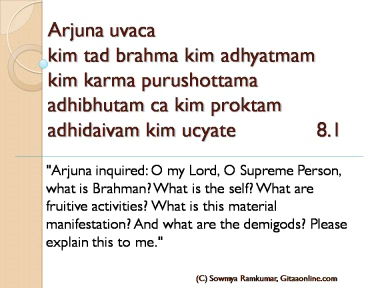 Arjuna uvaca
kim tad brahma kim adhyatmam
kim karma purushottama
adhibhutam ca kim proktam
adhidaivam kim ucyate 8.1
"Arjuna inquired: O my Lord, O Supreme Person,
what is Brahman? What is the self? What are
fruitive activities? What is this material
manifestation? And what are the demigods? Please
explain this to me."
(C) Sowmya Ramkumar, Gitaaonline.com